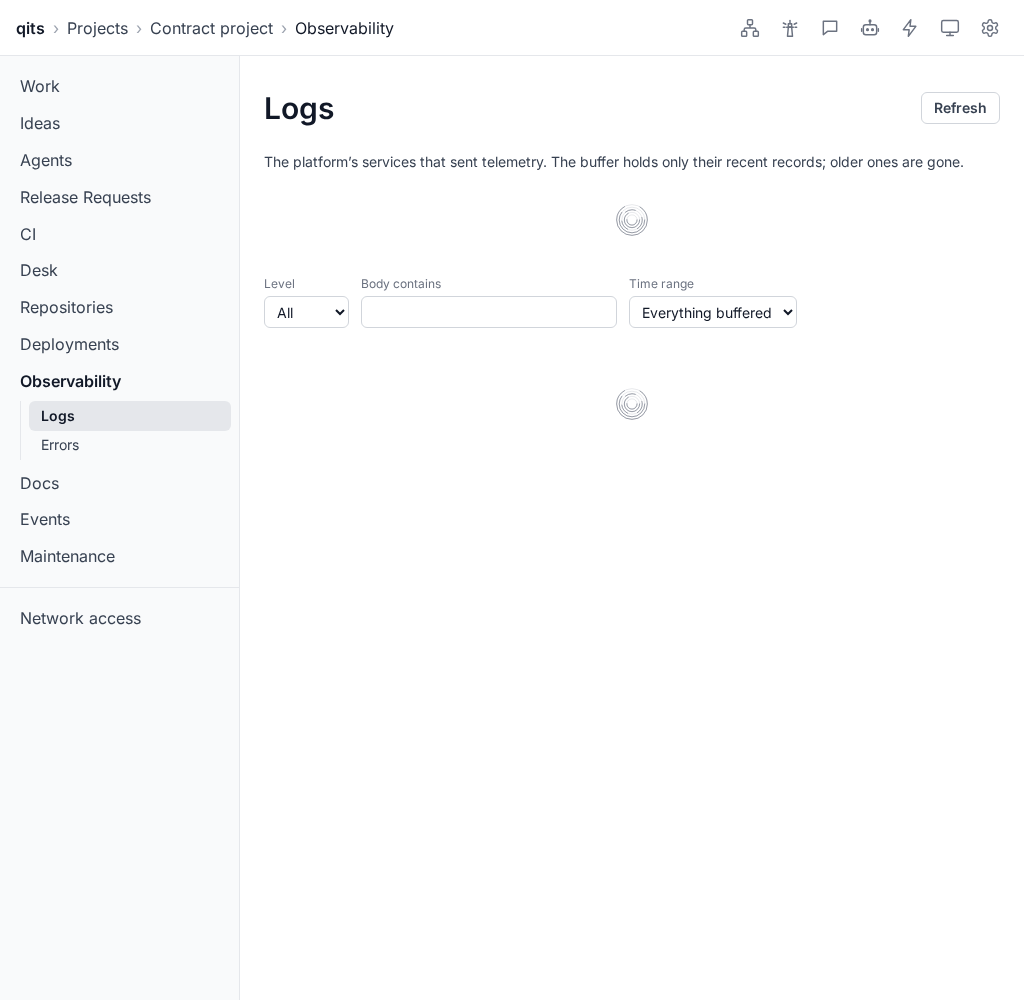 qits › Projects › Contract project › Observability
Work
Ideas
Agents
Release Requests
CI
Desk
Repositories
Deployments
Observability
Logs
Errors
Docs
Events
Maintenance
Network access
Logs
Refresh
The platform’s services that sent telemetry. The buffer holds only their recent records; older ones are gone.
Level
Body contains
Time range
All
Everything buffered